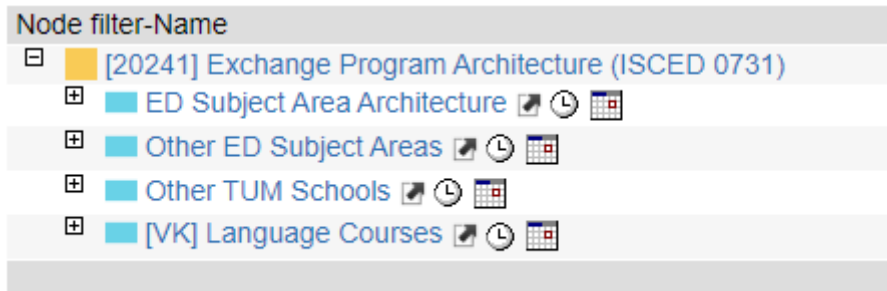 Node filter-Name
[20241] Exchange Program Architecture (ISCED 0731)
ED Subject Area Architecture
Other ED Subject Areas
Other TUM Schools
[VK] Language Courses